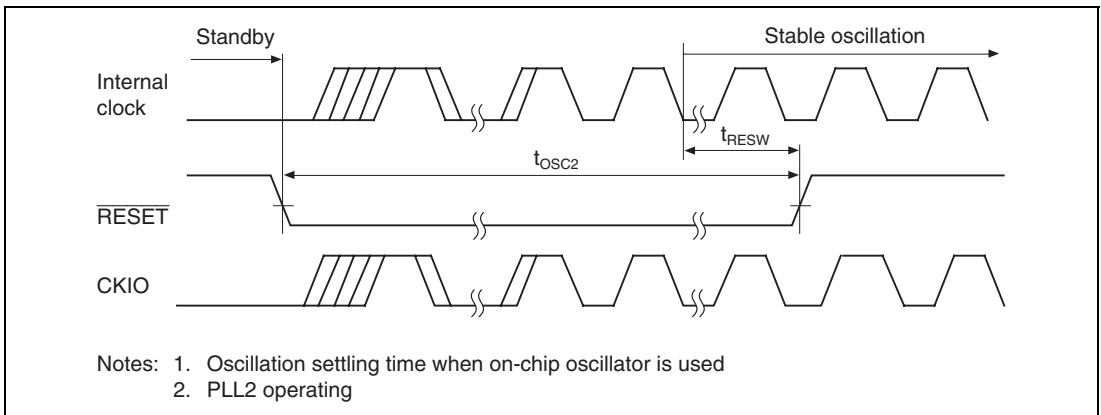 Standby
Stable oscillation
Internal
clock
tRESW
tOSC2
RESET
CKIO
Notes: 1. Oscillation settling time when on-chip oscillator is used
2. PLL2 operating